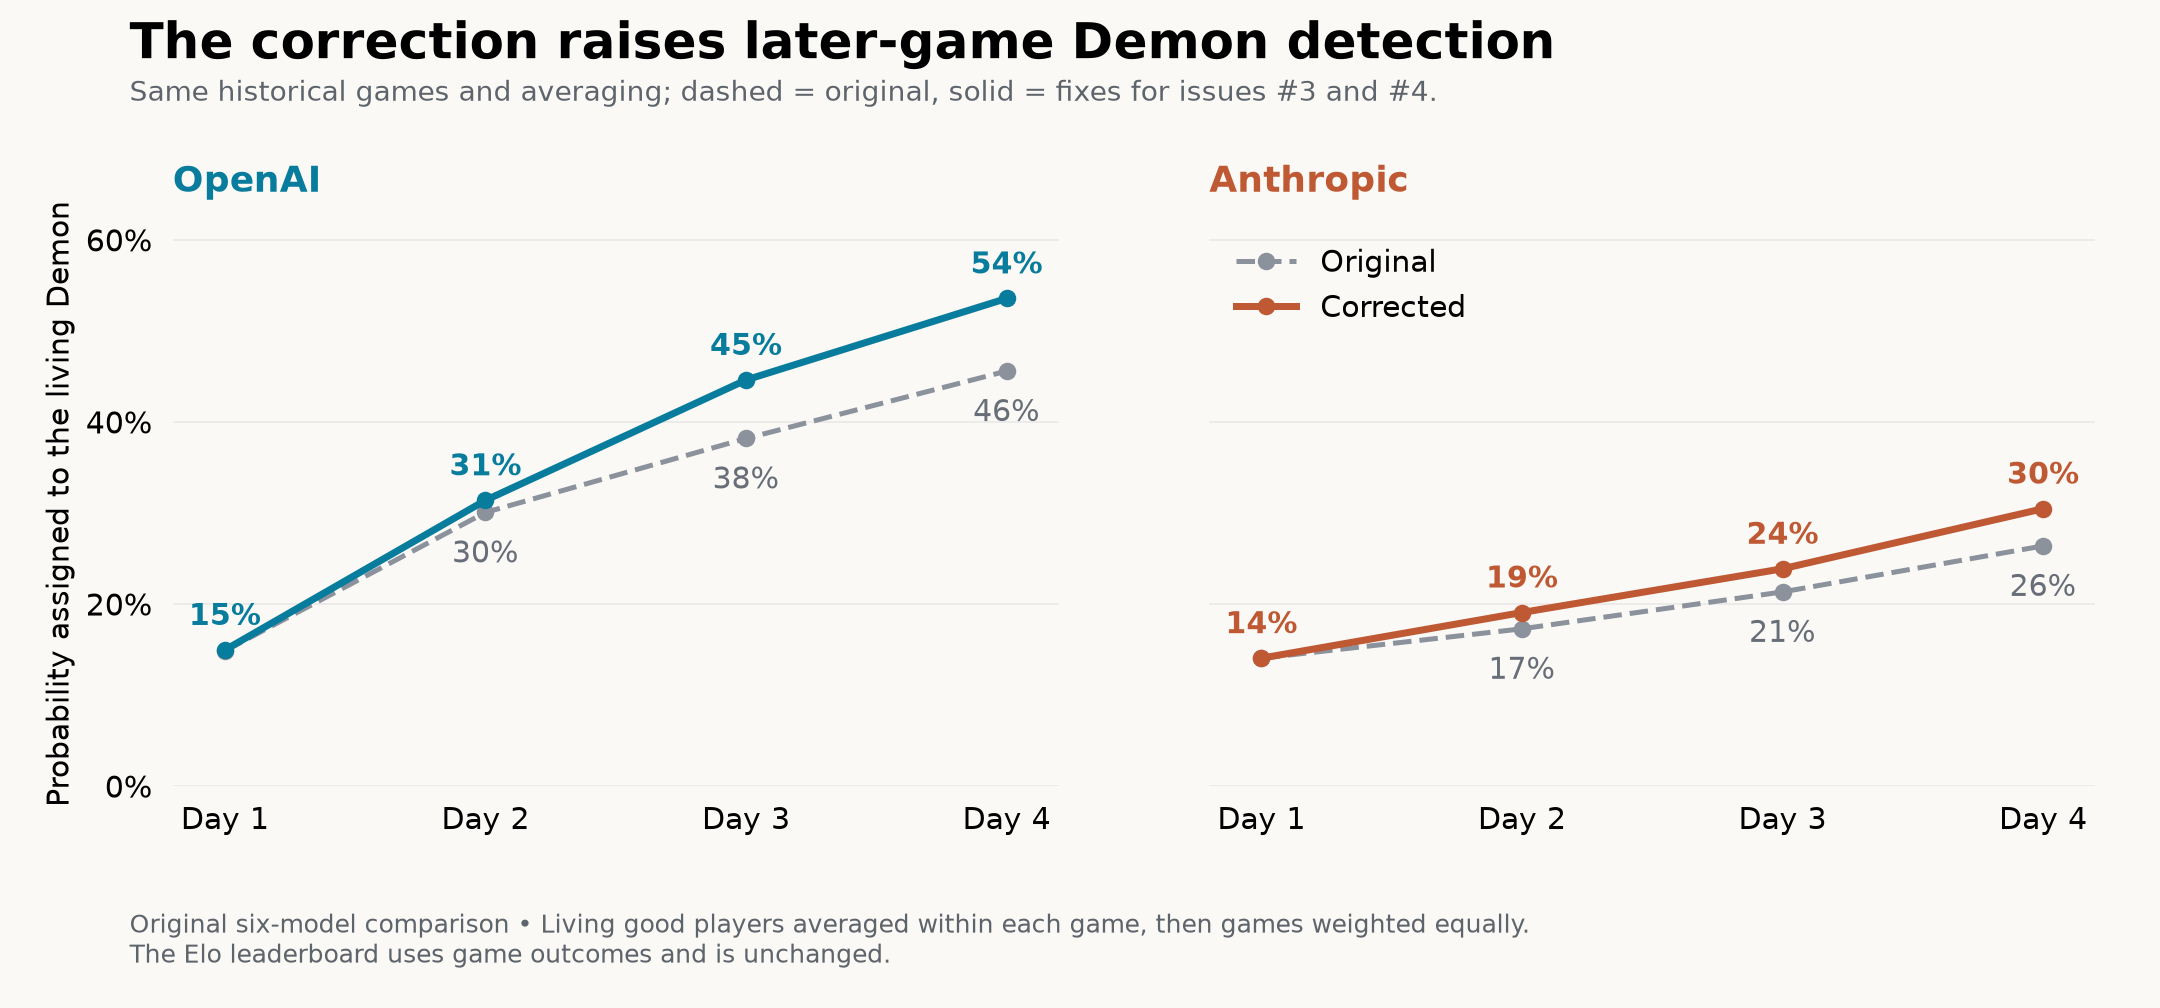 The correction raises later-game Demon detection
Same historical games and averaging; dashed = original, solid = fixes for issues #3 and #4.
OpenAI
Probability assigned to the living Demon
60%
40%
20%
0%
15%
31%
45%
54%
30%
38%
46%
Day 1
Day 2
Day 3
Day 4
Anthropic
Original
Corrected
14%
19%
24%
30%
17%
21%
26%
Day 1
Day 2
Day 3
Day 4
Original six-model comparison • Living good players averaged within each game, then games weighted equally.
The Elo leaderboard uses game outcomes and is unchanged.